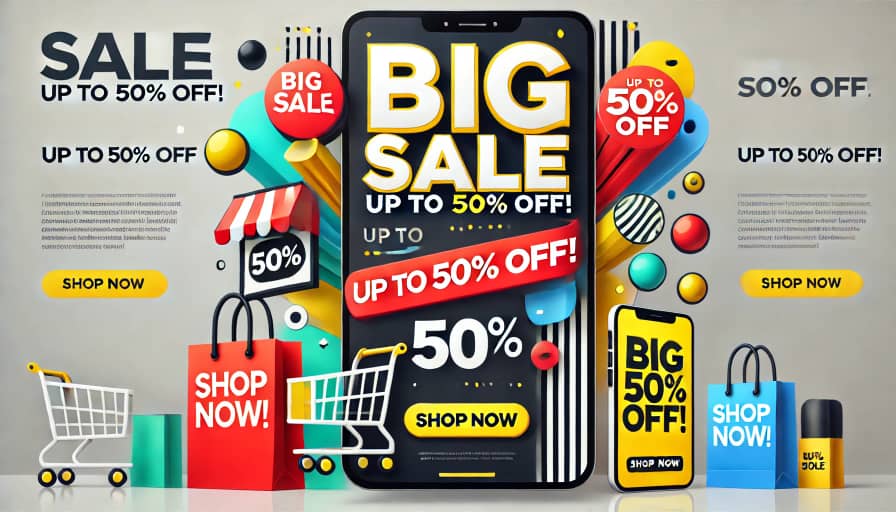 SALE
UP TO 50% OFF!
UP TO 50% OFF
SHOP NOW
BIG
SALE
50%
SHOP
NOW!
BIG
SALE
UP TO 50% OFF!
UP TO
UP TO 50% OFF!
50%
SHOP NOW
UP TO
50%
OFF
BIG
50%
OFF!
SHOP NOW
SO% OFF.
UP TO 50% OFF!
SHOP NOW
SHOP
NOW!